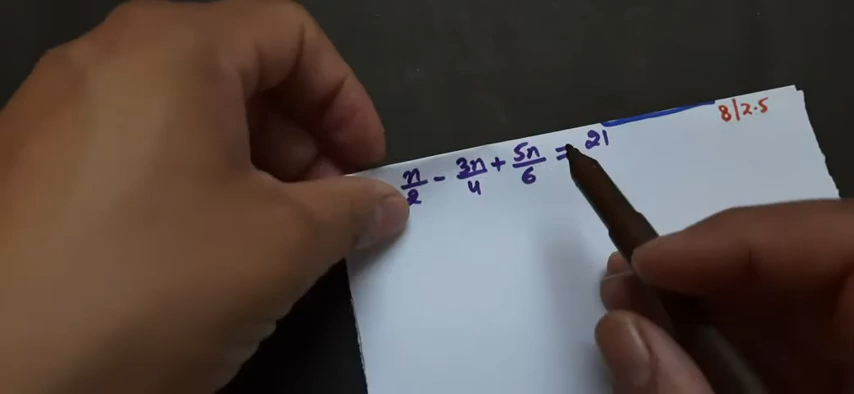 n/2 - 3n/4 + 5n/6 = 21
8|2.5